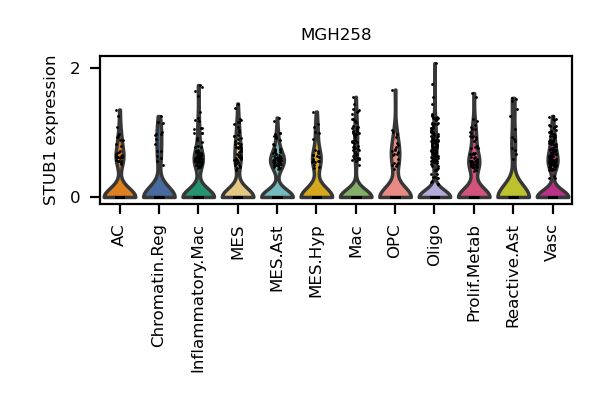 MGH258
STUB1 expression
2
0
AC
Chromatin.Reg
Inflammatory.Mac
MES
MES.Ast
MES.Hyp
Mac
OPC
Oligo
Prolif.Metab
Reactive.Ast
Vasc